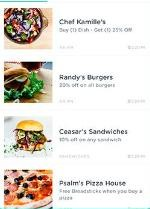 Chef Kamille's
Buy (1) Dish - Get (1) 25% Off
Randy's Burgers
20% off on all burgers
Ceasar's Sandwiches
10% off on any sandwich
SANDWICHES
Psalm's Pizza House
Free Breadsticks when you buy a
pizza